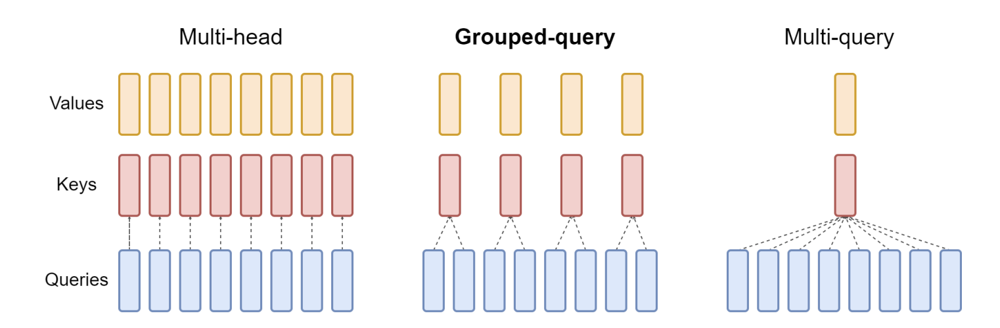 Multi-head
Grouped-query
Multi-query
Values
Keys
Queries